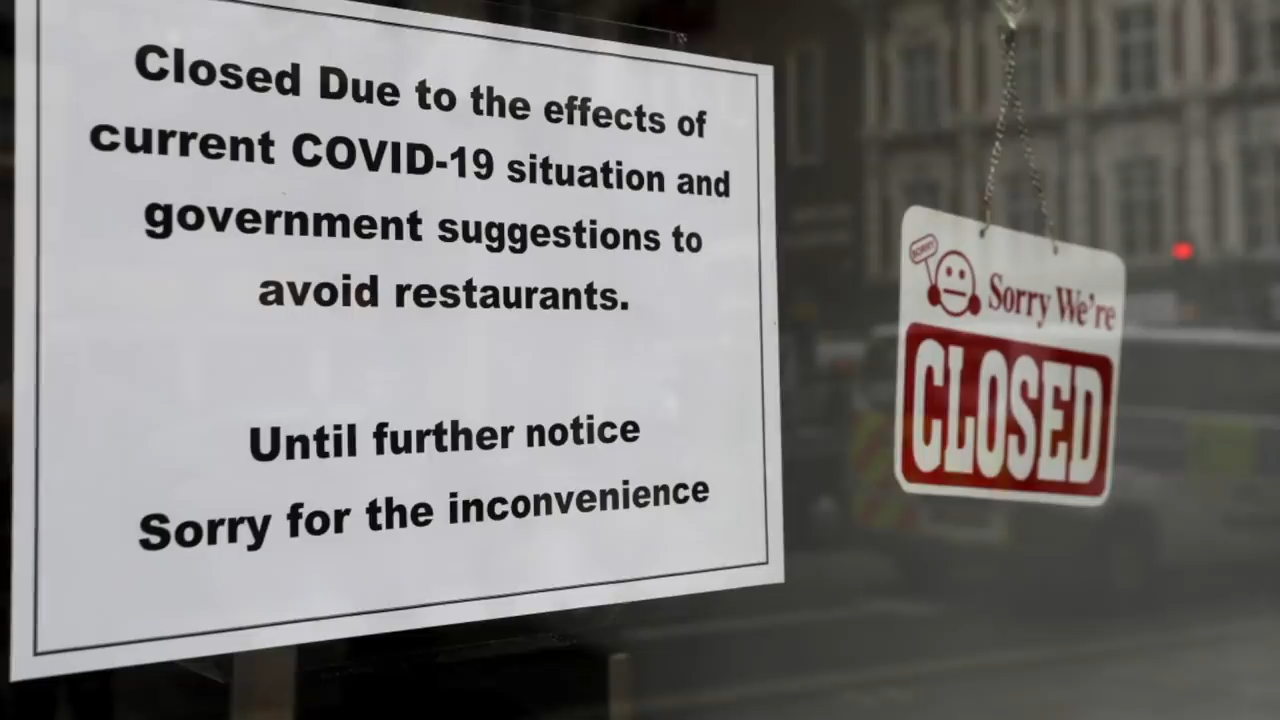 Closed Due to the effects of
current COVID-19 situation and
government suggestions to
avoid restaurants.
Until further notice
Sorry for the inconvenience
SORRY
Sorry We're
CLOSED